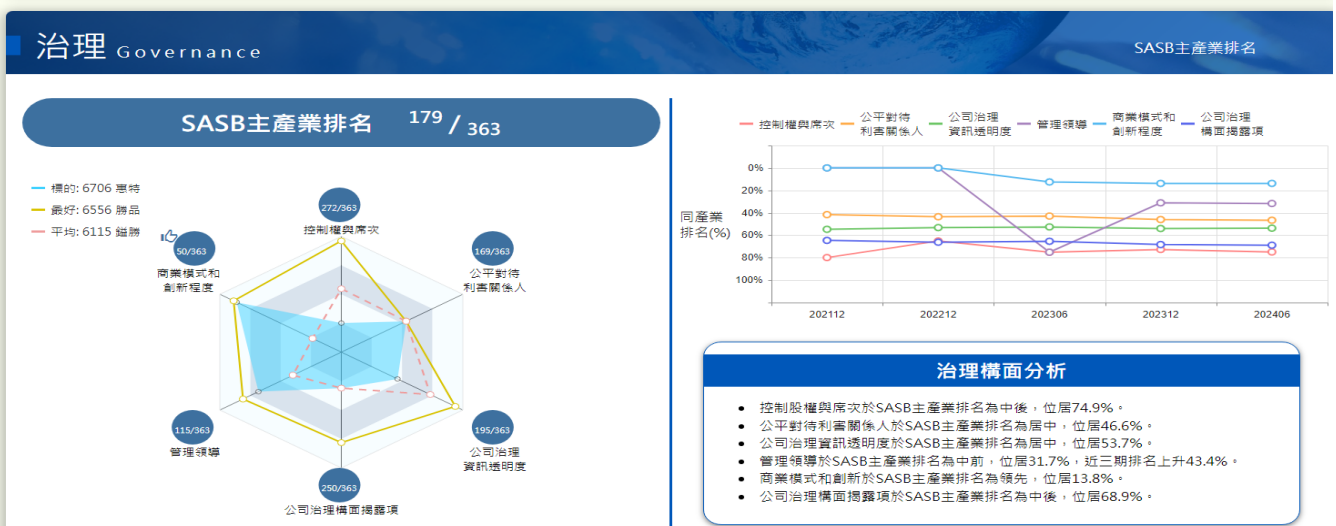 治理 Governance
SASB主產業排名
SASB主產業排名 179 / 363
標的: 6706 惠特
最好: 6556 勝品
平均: 6115 鎰勝
272/363
控制權與席次
169/363
公平對待
利害關係人
195/363
公司治理
資訊透明度
250/363
公司治理構面揭露項
115/363
管理領導
50/363
商業模式和
創新程度
控制權與席次
公平對待
利害關係人
公司治理
資訊透明度
管理領導
商業模式和
創新程度
公司治理
構面揭露項
同產業
排名(%)
0%
20%
40%
60%
80%
100%
202112 202212 202306 202312 202406
治理構面分析
• 控制股權與席次於SASB主產業排名為中後，位居74.9%。
• 公平對待利害關係人於SASB主產業排名為居中，位居46.6%。
• 公司治理資訊透明度於SASB主產業排名為居中，位居53.7%。
• 管理領導於SASB主產業排名為中前，位居31.7%，近三期排名上升43.4%。
• 商業模式和創新於SASB主產業排名為領先，位居13.8%。
• 公司治理構面揭露項於SASB主產業排名為中後，位居68.9%。